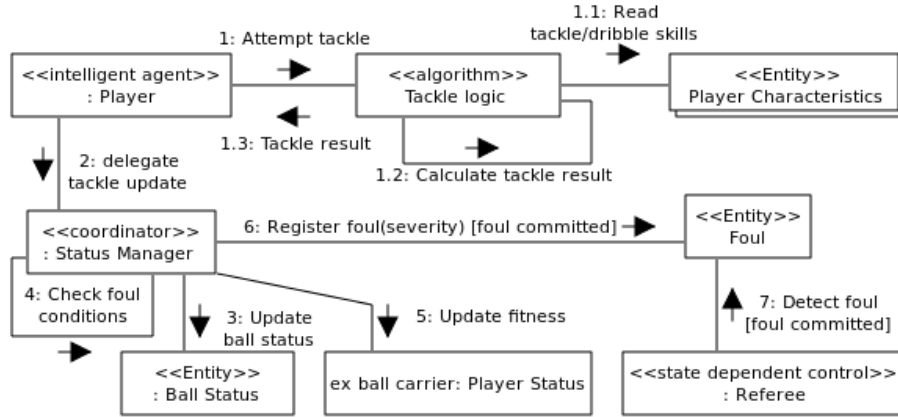 1.1: Read
tackle/dribble skills
1: Attempt tackle
<<intelligent agent>>
: Player
<<algorithm>>
Tackle logic
<<Entity>>
Player Characteristics
1.3: Tackle result
1.2: Calculate tackle result
2: delegate
tackle update
<<coordinator>>
: Status Manager
6: Register foul(severity) [foul committed]
<<Entity>>
Foul
4: Check foul
conditions
3: Update
ball status
5: Update fitness
7: Detect foul
[foul committed]
<<Entity>>
: Ball Status
ex ball carrier: Player Status
<<state dependent control>>
: Referee